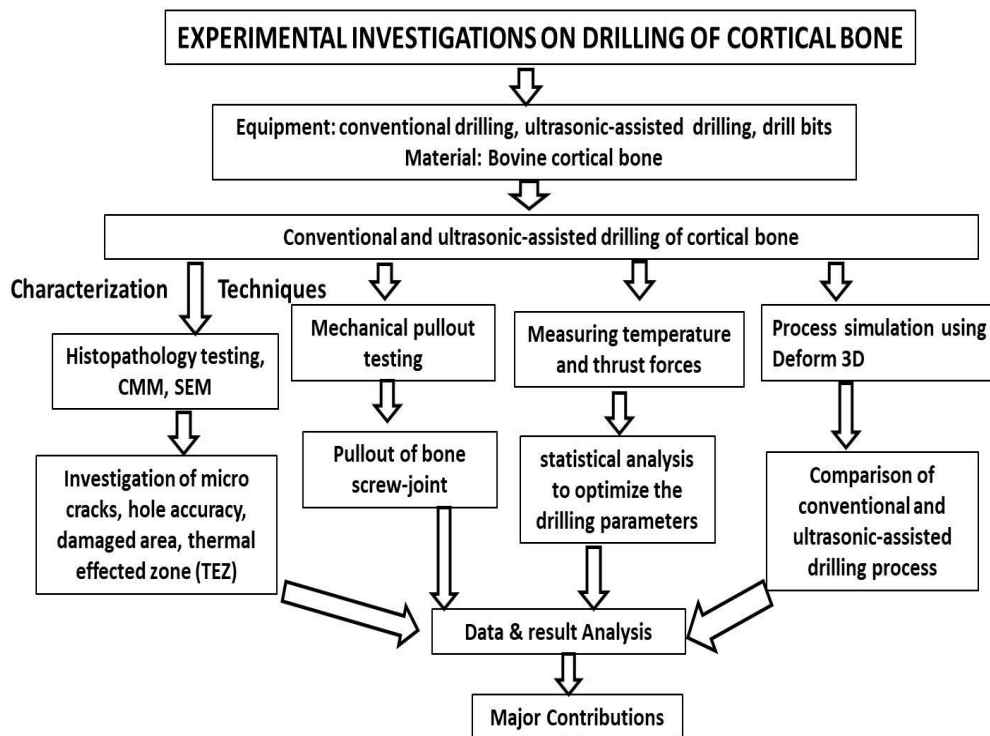 EXPERIMENTAL INVESTIGATIONS ON DRILLING OF CORTICAL BONE
Equipment: conventional drilling, ultrasonic-assisted drilling, drill bits
Material: Bovine cortical bone
Conventional and ultrasonic-assisted drilling of cortical bone
Characterization Techniques
Histopathology testing,
CMM, SEM
Mechanical pullout
testing
Measuring temperature
and thrust forces
Process simulation using
Deform 3D
Investigation of micro
cracks, hole accuracy,
damaged area, thermal
effected zone (TEZ)
Pullout of bone
screw-joint
statistical analysis
to optimize the
drilling parameters
Comparison of
conventional and
ultrasonic-assisted
drilling process
Data & result Analysis
Major Contributions